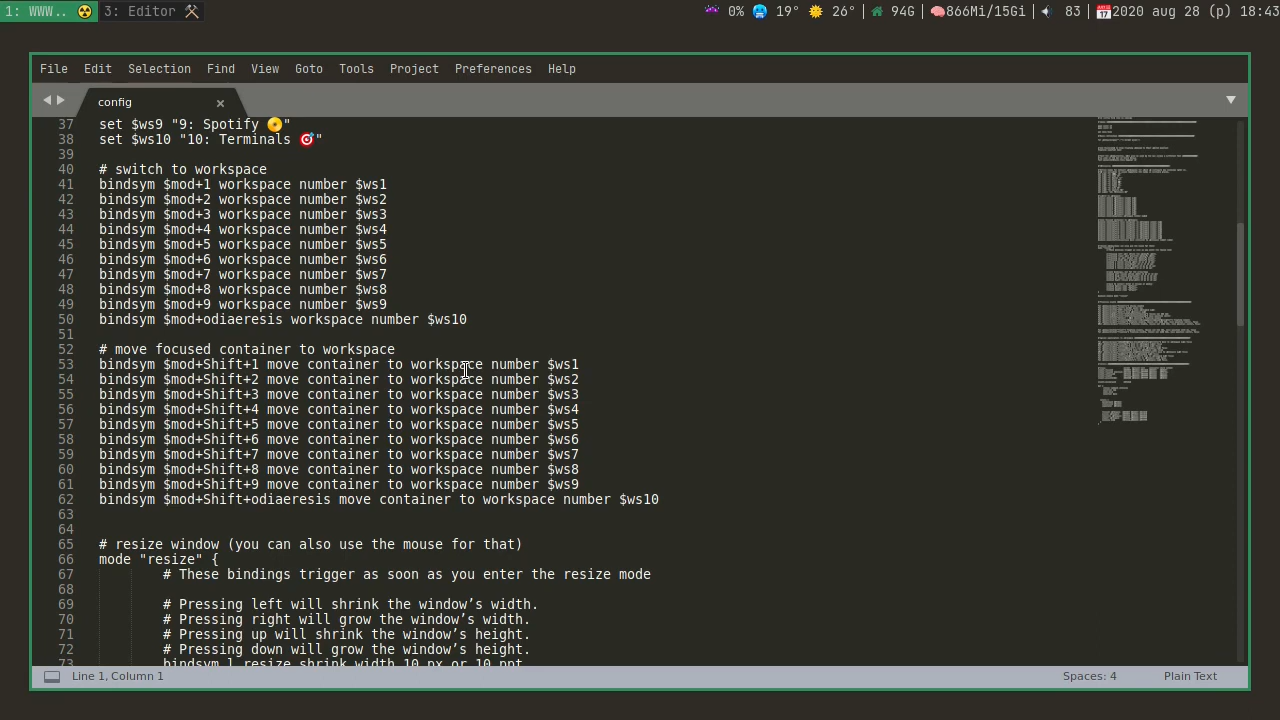 1: WWW.. ☢ 3: Editor ⚒ 0% 19° 26° 94G 866Mi/15Gi 83 2020 aug 28 (p) 18:43
File Edit Selection Find View Goto Tools Project Preferences Help
config
37 set $ws9 "9: Spotify 📀"
38 set $ws10 "10: Terminals 🎯"
39
40 # switch to workspace
41 bindsym $mod+1 workspace number $ws1
42 bindsym $mod+2 workspace number $ws2
43 bindsym $mod+3 workspace number $ws3
44 bindsym $mod+4 workspace number $ws4
45 bindsym $mod+5 workspace number $ws5
46 bindsym $mod+6 workspace number $ws6
47 bindsym $mod+7 workspace number $ws7
48 bindsym $mod+8 workspace number $ws8
49 bindsym $mod+9 workspace number $ws9
50 bindsym $mod+odiaeresis workspace number $ws10
51
52 # move focused container to workspace
53 bindsym $mod+Shift+1 move container to workspace number $ws1
54 bindsym $mod+Shift+2 move container to workspace number $ws2
55 bindsym $mod+Shift+3 move container to workspace number $ws3
56 bindsym $mod+Shift+4 move container to workspace number $ws4
57 bindsym $mod+Shift+5 move container to workspace number $ws5
58 bindsym $mod+Shift+6 move container to workspace number $ws6
59 bindsym $mod+Shift+7 move container to workspace number $ws7
60 bindsym $mod+Shift+8 move container to workspace number $ws8
61 bindsym $mod+Shift+9 move container to workspace number $ws9
62 bindsym $mod+Shift+odiaeresis move container to workspace number $ws10
63
64
65 # resize window (you can also use the mouse for that)
66 mode "resize" {
67 # These bindings trigger as soon as you enter the resize mode
68
69 # Pressing left will shrink the window’s width.
70 # Pressing right will grow the window’s width.
71 # Pressing up will shrink the window’s height.
72 # Pressing down will grow the window’s height.
73 bindsym l resize shrink width 10 px or 10 ppt
Line 1, Column 1 Spaces: 4 Plain Text